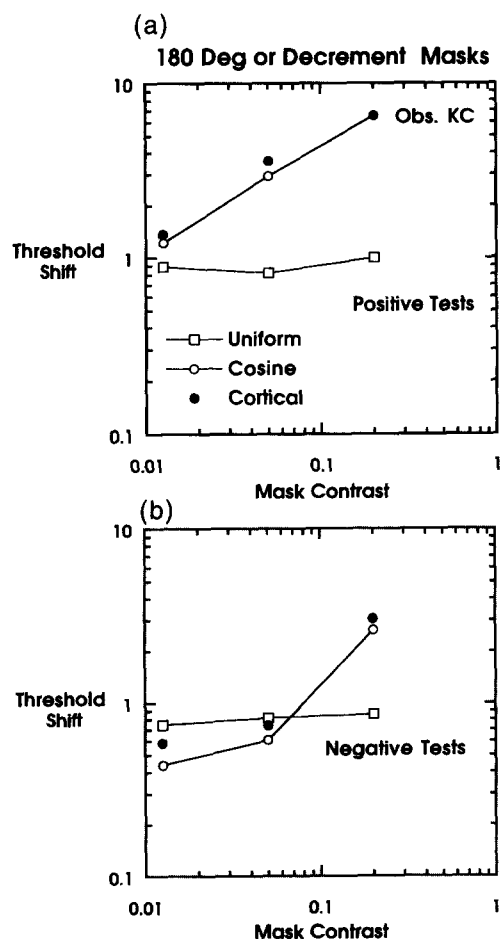 (a)
180 Deg or Decrement Masks
10
Obs. KC
Threshold
Shift
1
Positive Tests
Uniform
Cosine
Cortical
0.1
0.01
0.1
1
Mask Contrast
(b)
10
Threshold
Shift
1
Negative Tests
0.1
0.01
0.1
1
Mask Contrast